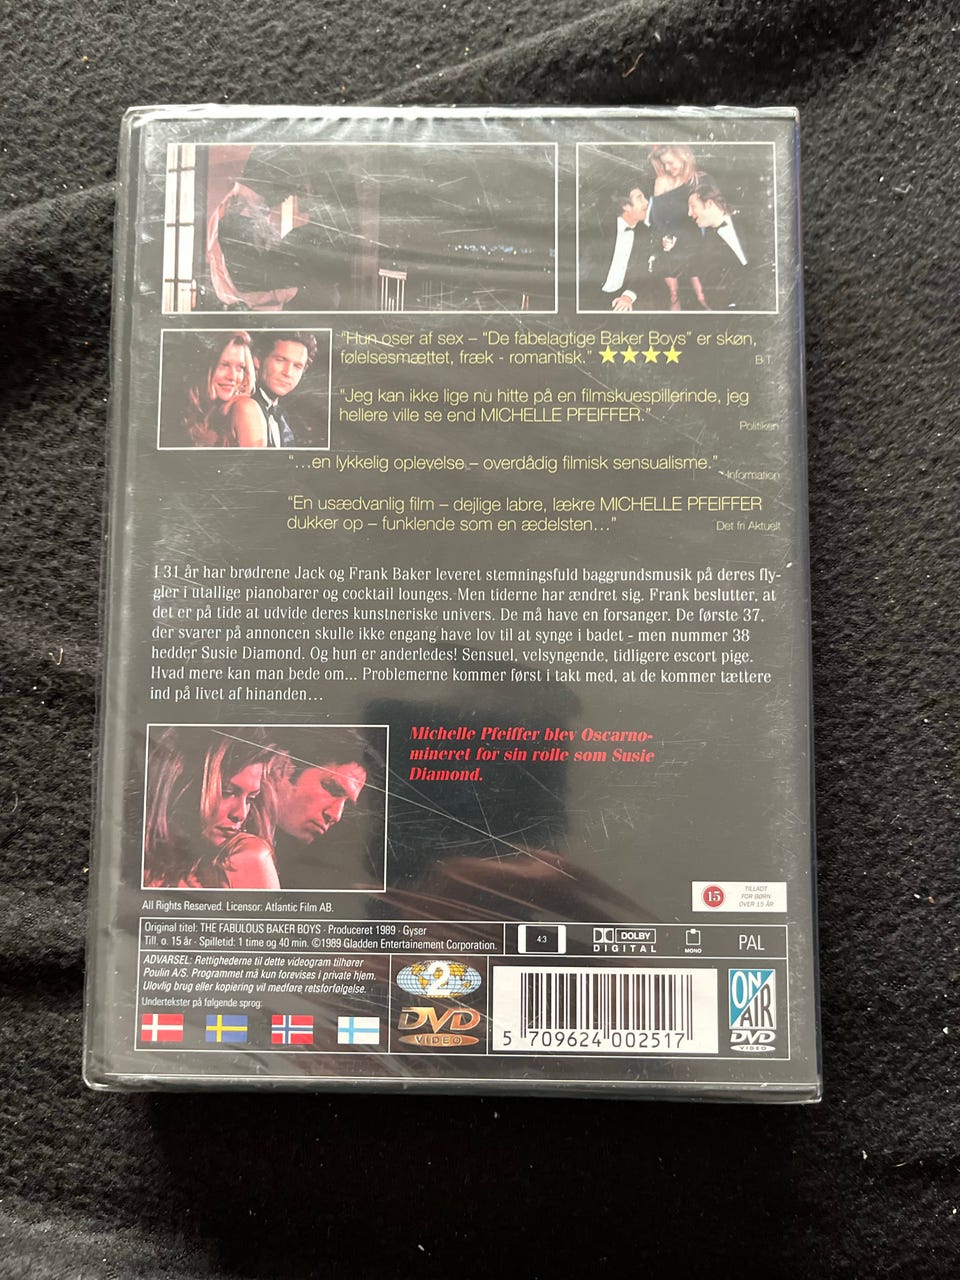 "Hun oser af sex – "De fabelagtige Baker Boys" er skøn,
følelsesmættet, fræk - romantisk." ★★★★
B.T.
"Jeg kan ikke lige nu hitte på en filmskuespillerinde, jeg
hellere ville se end MICHELLE PFEIFFER."
Politiken
"...en lykkelig oplevelse – overdådig filmisk sensualisme."
Information
"En usædvanlig film – dejlige labre, lækre MICHELLE PFEIFFER
dukker op – funklende som en ædelsten..."
Det fri Aktuelt
I 31 år har brødrene Jack og Frank Baker leveret stemningsfuld baggrundsmusik på deres fly-
gler i utallige pianobarer og cocktail lounges. Men tiderne har ændret sig. Frank beslutter, at
det er på tide at udvide deres kunstneriske univers. De må have en forsanger. De første 37,
der svarer på annoncen skulle ikke engang have lov til at synge i badet - men nummer 38
hedder Susie Diamond. Og hun er anderledes! Sensuel, velsyngende, tidligere escort pige.
Hvad mere kan man bede om... Problemerne kommer først i takt med, at de kommer tættere
ind på livet af hinanden...
Michelle Pfeiffer blev Oscarno-
mineret for sin rolle som Susie
Diamond.
15
TILLADT
FOR BØRN
OVER 15 ÅR
All Rights Reserved. Licensor: Atlantic Film AB.
Original titel: THE FABULOUS BAKER BOYS · Produceret 1989 · Gyser
Till. o. 15 år · Spilletid: 1 time og 40 min. ©1989 Gladden Entertainement Corporation.
4:3
DOLBY
DIGITAL
MONO
PAL
ADVARSEL: Rettighederne til dette videogram tilhører
Poulin A/S. Programmet må kun forevises i private hjem.
Ulovlig brug eller kopiering vil medføre retsforfølgelse.
Undertekster på følgende sprog:
2
DVD
VIDEO
5 709624 002517
ON
AIR
DVD
VIDEO